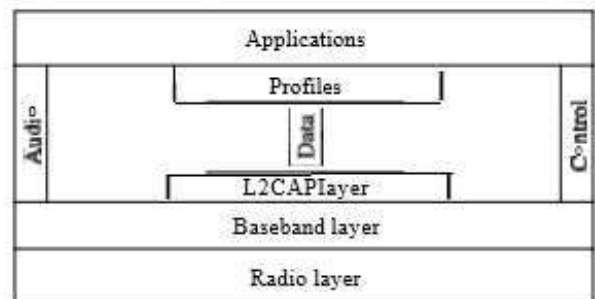 Applications
Profiles
Audio
Data
Control
L2CAPlayer
Baseband layer
Radio layer